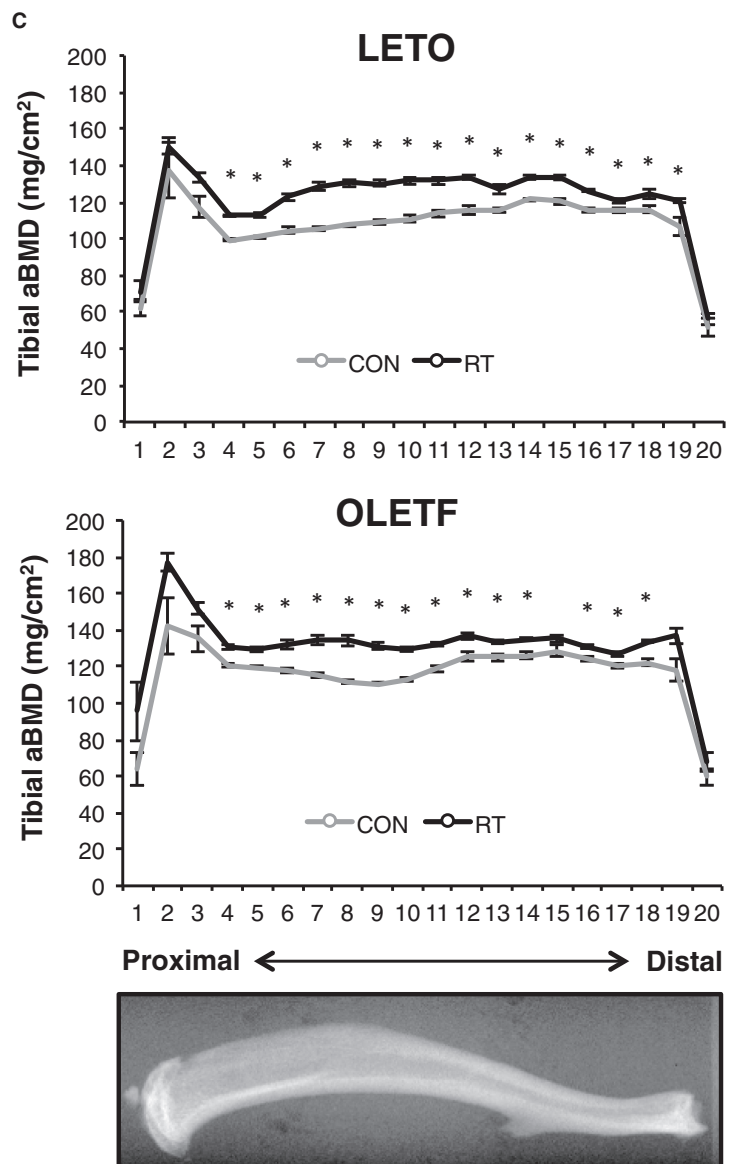 C
LETO
Tibial aBMD (mg/cm²)
200
180
160
140
120
100
80
60
40
20
0
* * * * * * * * * * * * * * * *
CON RT
1 2 3 4 5 6 7 8 9 10 11 12 13 14 15 16 17 18 19 20
OLETF
Tibial aBMD (mg/cm²)
200
180
160
140
120
100
80
60
40
20
0
* * * * * * * * * * * * * *
CON RT
1 2 3 4 5 6 7 8 9 10 11 12 13 14 15 16 17 18 19 20
Proximal Distal